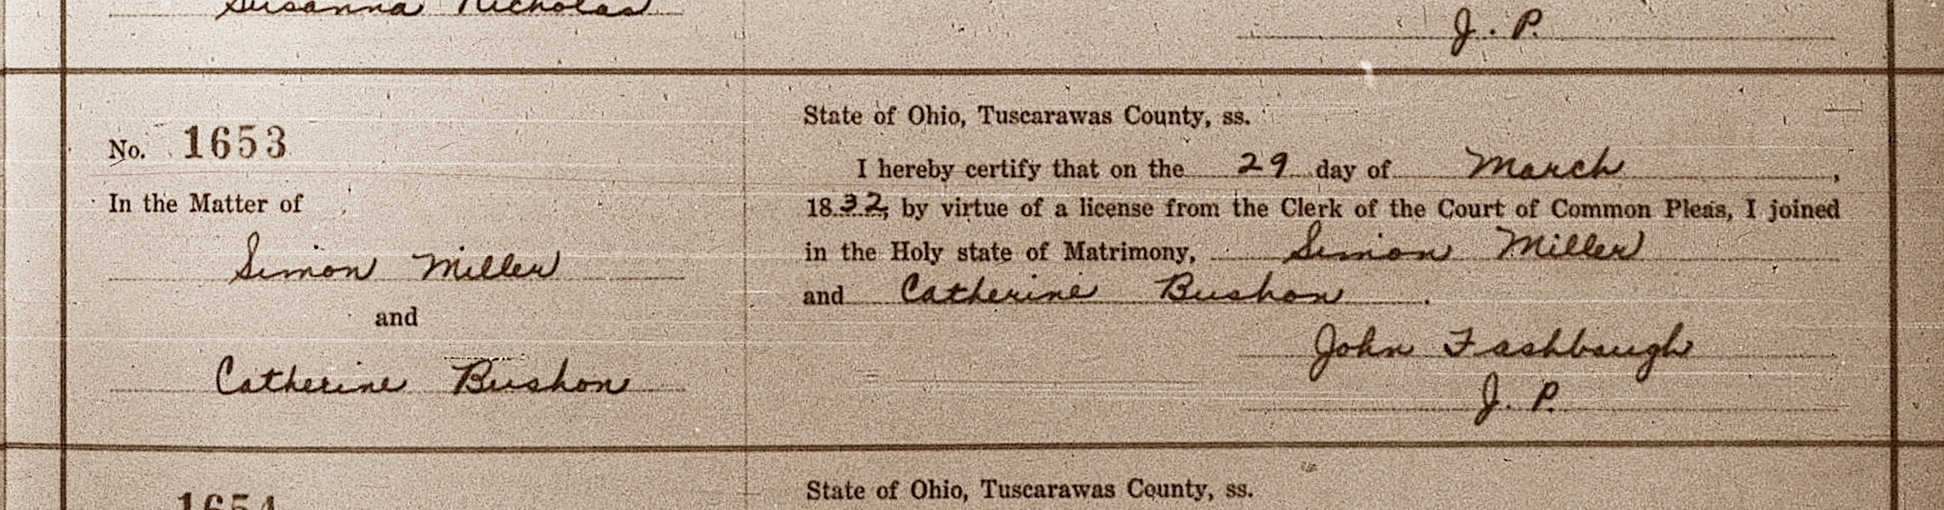 Susanna Nicholas
J. P.
No. 1653
In the Matter of
Simon Miller
and
Catherine Bushon
State of Ohio, Tuscarawas County, ss.
I hereby certify that on the 29 day of March,
1832, by virtue of a license from the Clerk of the Court of Common Pleas, I joined
in the Holy state of Matrimony, Simon Miller
and Catherine Bushon.
John Fashbaugh
J. P.
1654
State of Ohio, Tuscarawas County, ss.